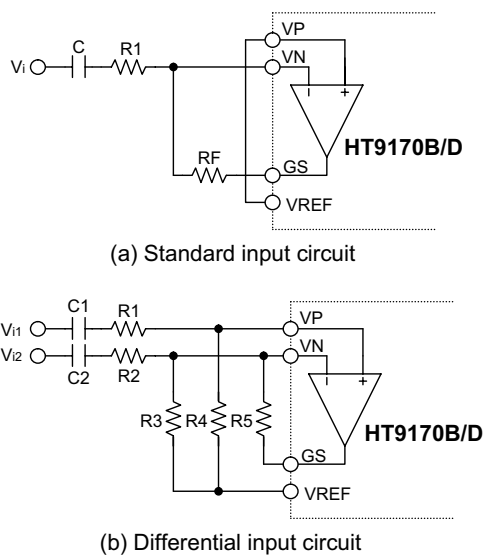 VP
C
R1
Vi
VN
− +
HT9170B/D
RF
GS
VREF
(a) Standard input circuit
C1
R1
VP
Vi1
Vi2
VN
C2
R2
− +
R3
R4
R5
HT9170B/D
GS
VREF
(b) Differential input circuit